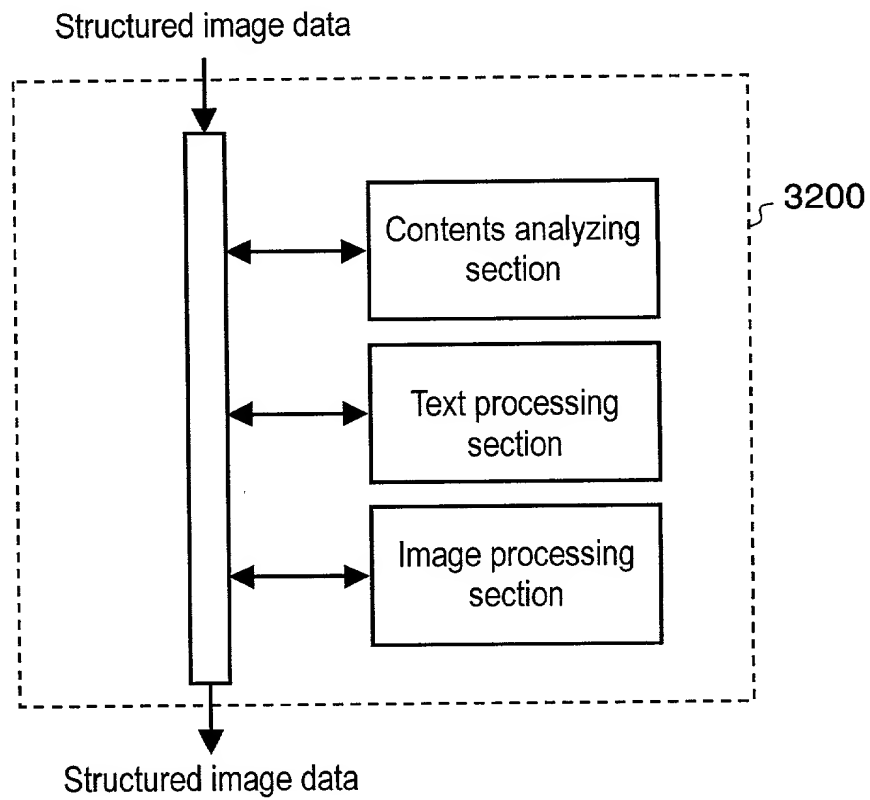 Structured image data
3200
Contents analyzing
section
Text processing
section
Image processing
section
Structured image data